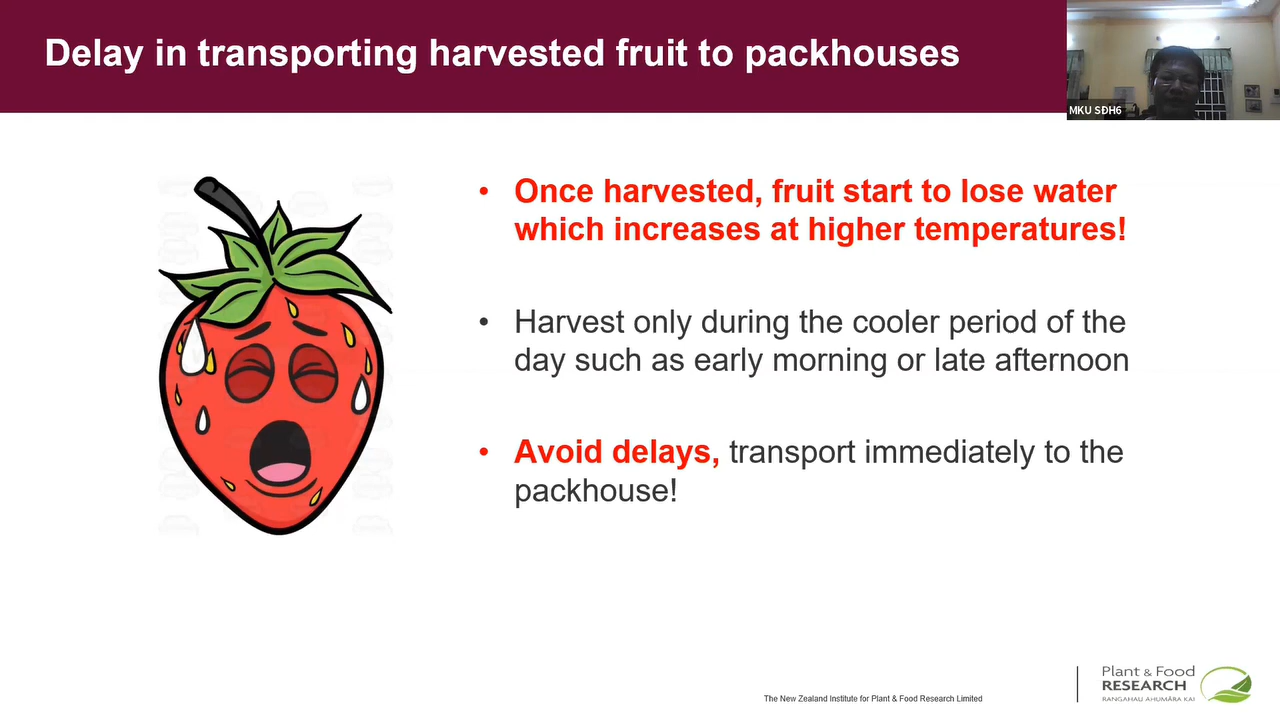 Delay in transporting harvested fruit to packhouses
MKU SĐH6
• Once harvested, fruit start to lose water
which increases at higher temperatures!
• Harvest only during the cooler period of the
day such as early morning or late afternoon
• Avoid delays, transport immediately to the
packhouse!
The New Zealand Institute for Plant & Food Research Limited
Plant & Food
RESEARCH
RANGAHAU AHUMĀRA KAI